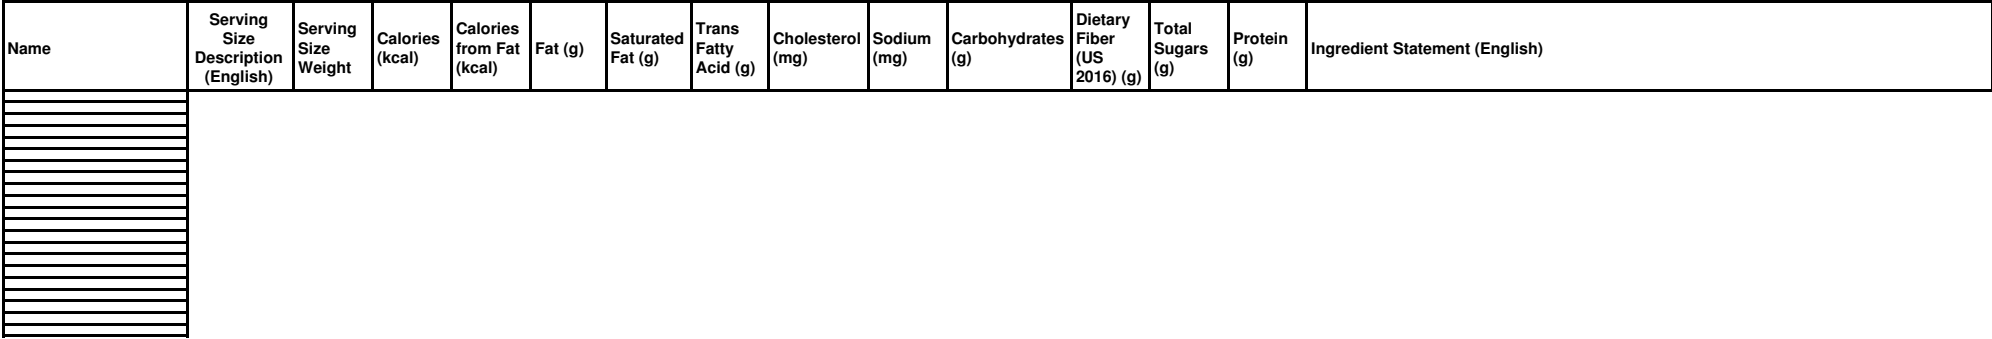 Name
Serving
Size
Description
(English)
Serving
Size
Weight
Calories
(kcal)
Calories
from Fat
(kcal)
Fat (g)
Saturated
Fat (g)
Trans
Fatty
Acid (g)
Cholesterol
(mg)
Sodium
(mg)
Carbohydrates
(g)
Dietary
Fiber
(US
2016) (g)
Total
Sugars
(g)
Protein
(g)
Ingredient Statement (English)